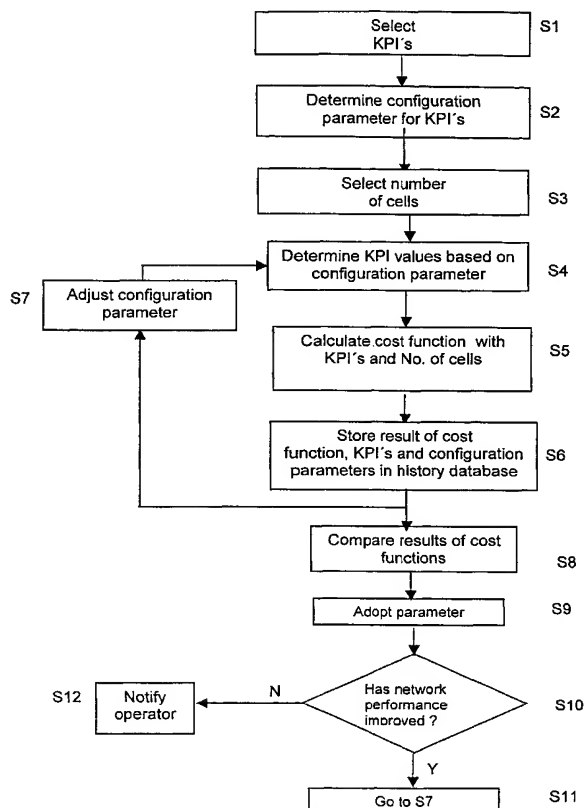 Select
KPI´s
S1
Determine configuration
parameter for KPI´s
S2
Select number
of cells
S3
Determine KPI values based on
configuration parameter
S4
S7
Adjust configuration
parameter
Calculate cost function with
KPI´s and No. of cells
S5
Store result of cost
function, KPI´s and configuration
parameters in history database
S6
Compare results of cost
functions
S8
Adopt parameter
S9
Has network
performance
improved ?
S10
N
S12
Notify
operator
Y
Go to S7
S11